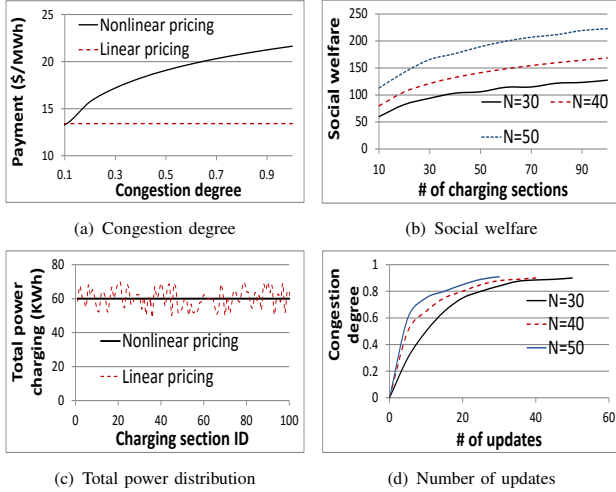 25
20
15
10
Payment ($/MWh)
Nonlinear pricing
Linear pricing
0.1 0.3 0.5 0.7 0.9
Congestion degree
(a) Congestion degree
250
200
150
100
50
0
Social welfare
N=30
N=40
N=50
10 30 50 70 90
# of charging sections
(b) Social welfare
80
60
40
20
0
Total power
charging (KWh)
Nonlinear pricing
Linear pricing
0 20 40 60 80 100
Charging section ID
(c) Total power distribution
1
0.8
0.6
0.4
0.2
0
Congestion
degree
N=30
N=40
N=50
0 20 40 60
# of updates
(d) Number of updates